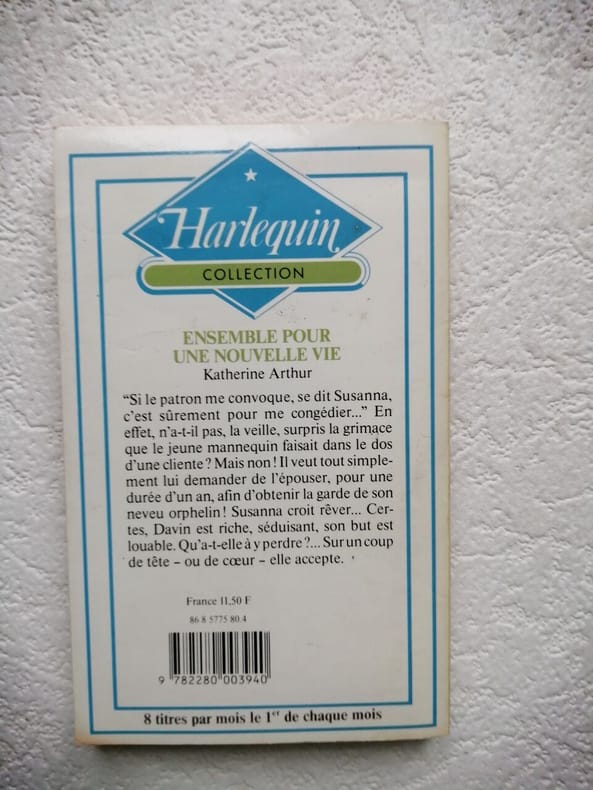 Harlequin
COLLECTION
ENSEMBLE POUR
UNE NOUVELLE VIE
Katherine Arthur
“Si le patron me convoque, se dit Susanna,
c’est sûrement pour me congédier...” En
effet, n’a-t-il pas, la veille, surpris la grimace
que le jeune mannequin faisait dans le dos
d’une cliente ? Mais non ! Il veut tout simple-
ment lui demander de l’épouser, pour une
durée d’un an, afin d’obtenir la garde de son
neveu orphelin ! Susanna croit rêver... Cer-
tes, Davin est riche, séduisant, son but est
louable. Qu’a-t-elle à y perdre ?... Sur un coup
de tête – ou de cœur – elle accepte.
France 11,50 F
86 8 5775 80.4
9 782280 003940
8 titres par mois le 1er de chaque mois